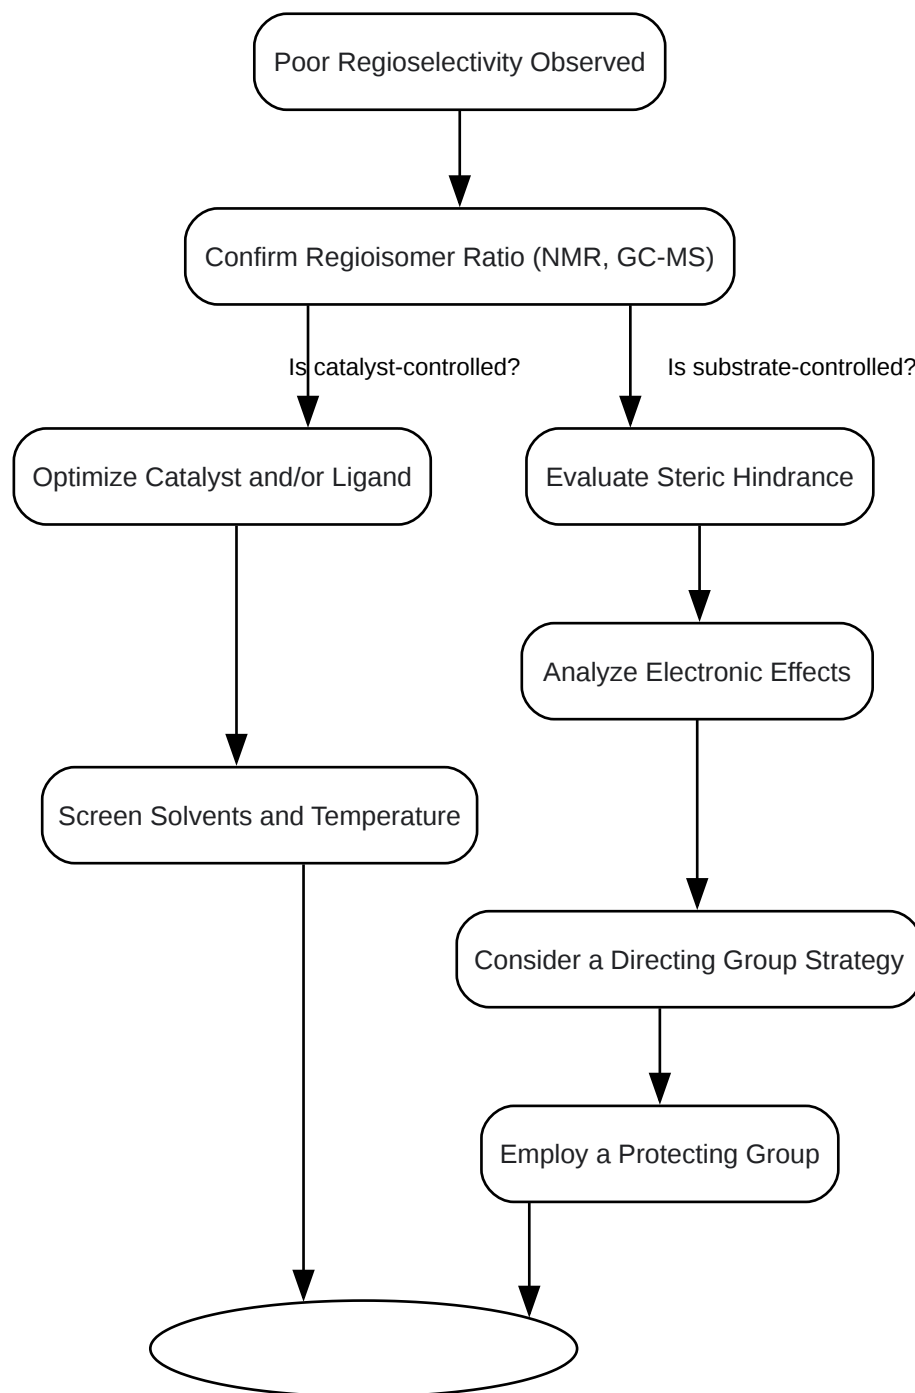 Poor Regioselectivity Observed
Confirm Regioisomer Ratio (NMR, GC-MS)
Is catalyst-controlled?
Is substrate-controlled?
Optimize Catalyst and/or Ligand
Evaluate Steric Hindrance
Analyze Electronic Effects
Screen Solvents and Temperature
Consider a Directing Group Strategy
Employ a Protecting Group